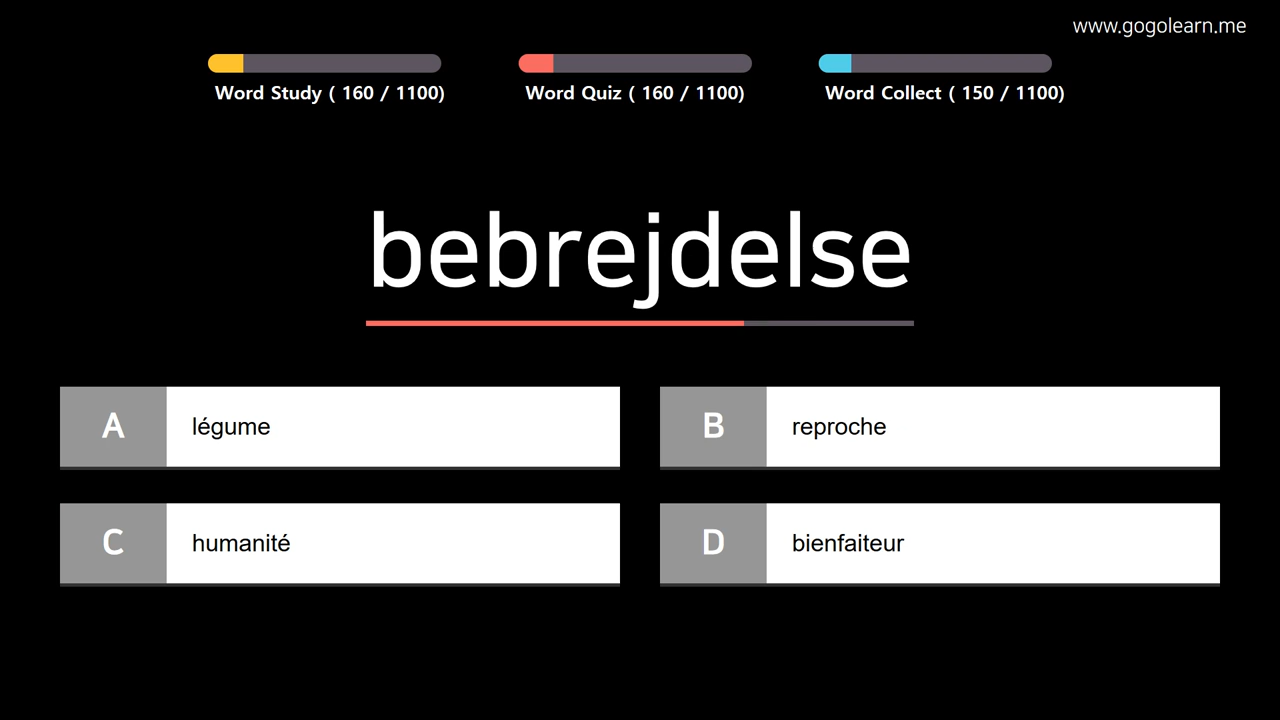 www.gogolearn.me
Word Study ( 160 / 1100)
Word Quiz ( 160 / 1100)
Word Collect ( 150 / 1100)
bebrejdelse
A légume
B reproche
C humanité
D bienfaiteur